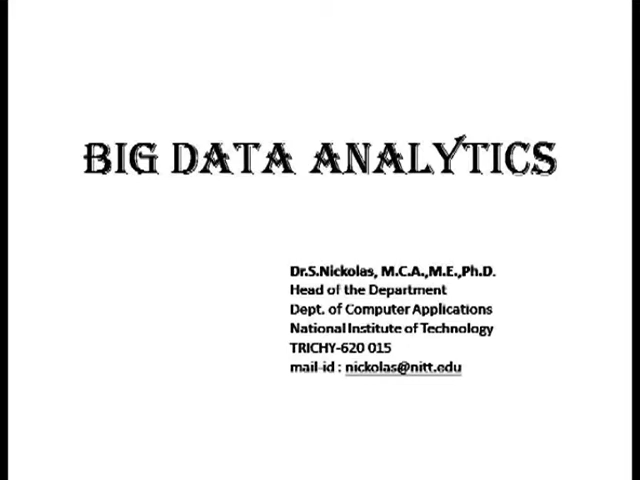 BIG DATA ANALYTICS
Dr.S.Nickolas, M.C.A.,M.E.,Ph.D.
Head of the Department
Dept. of Computer Applications
National Institute of Technology
TRICHY-620 015
mail-id : nickolas@nitt.edu